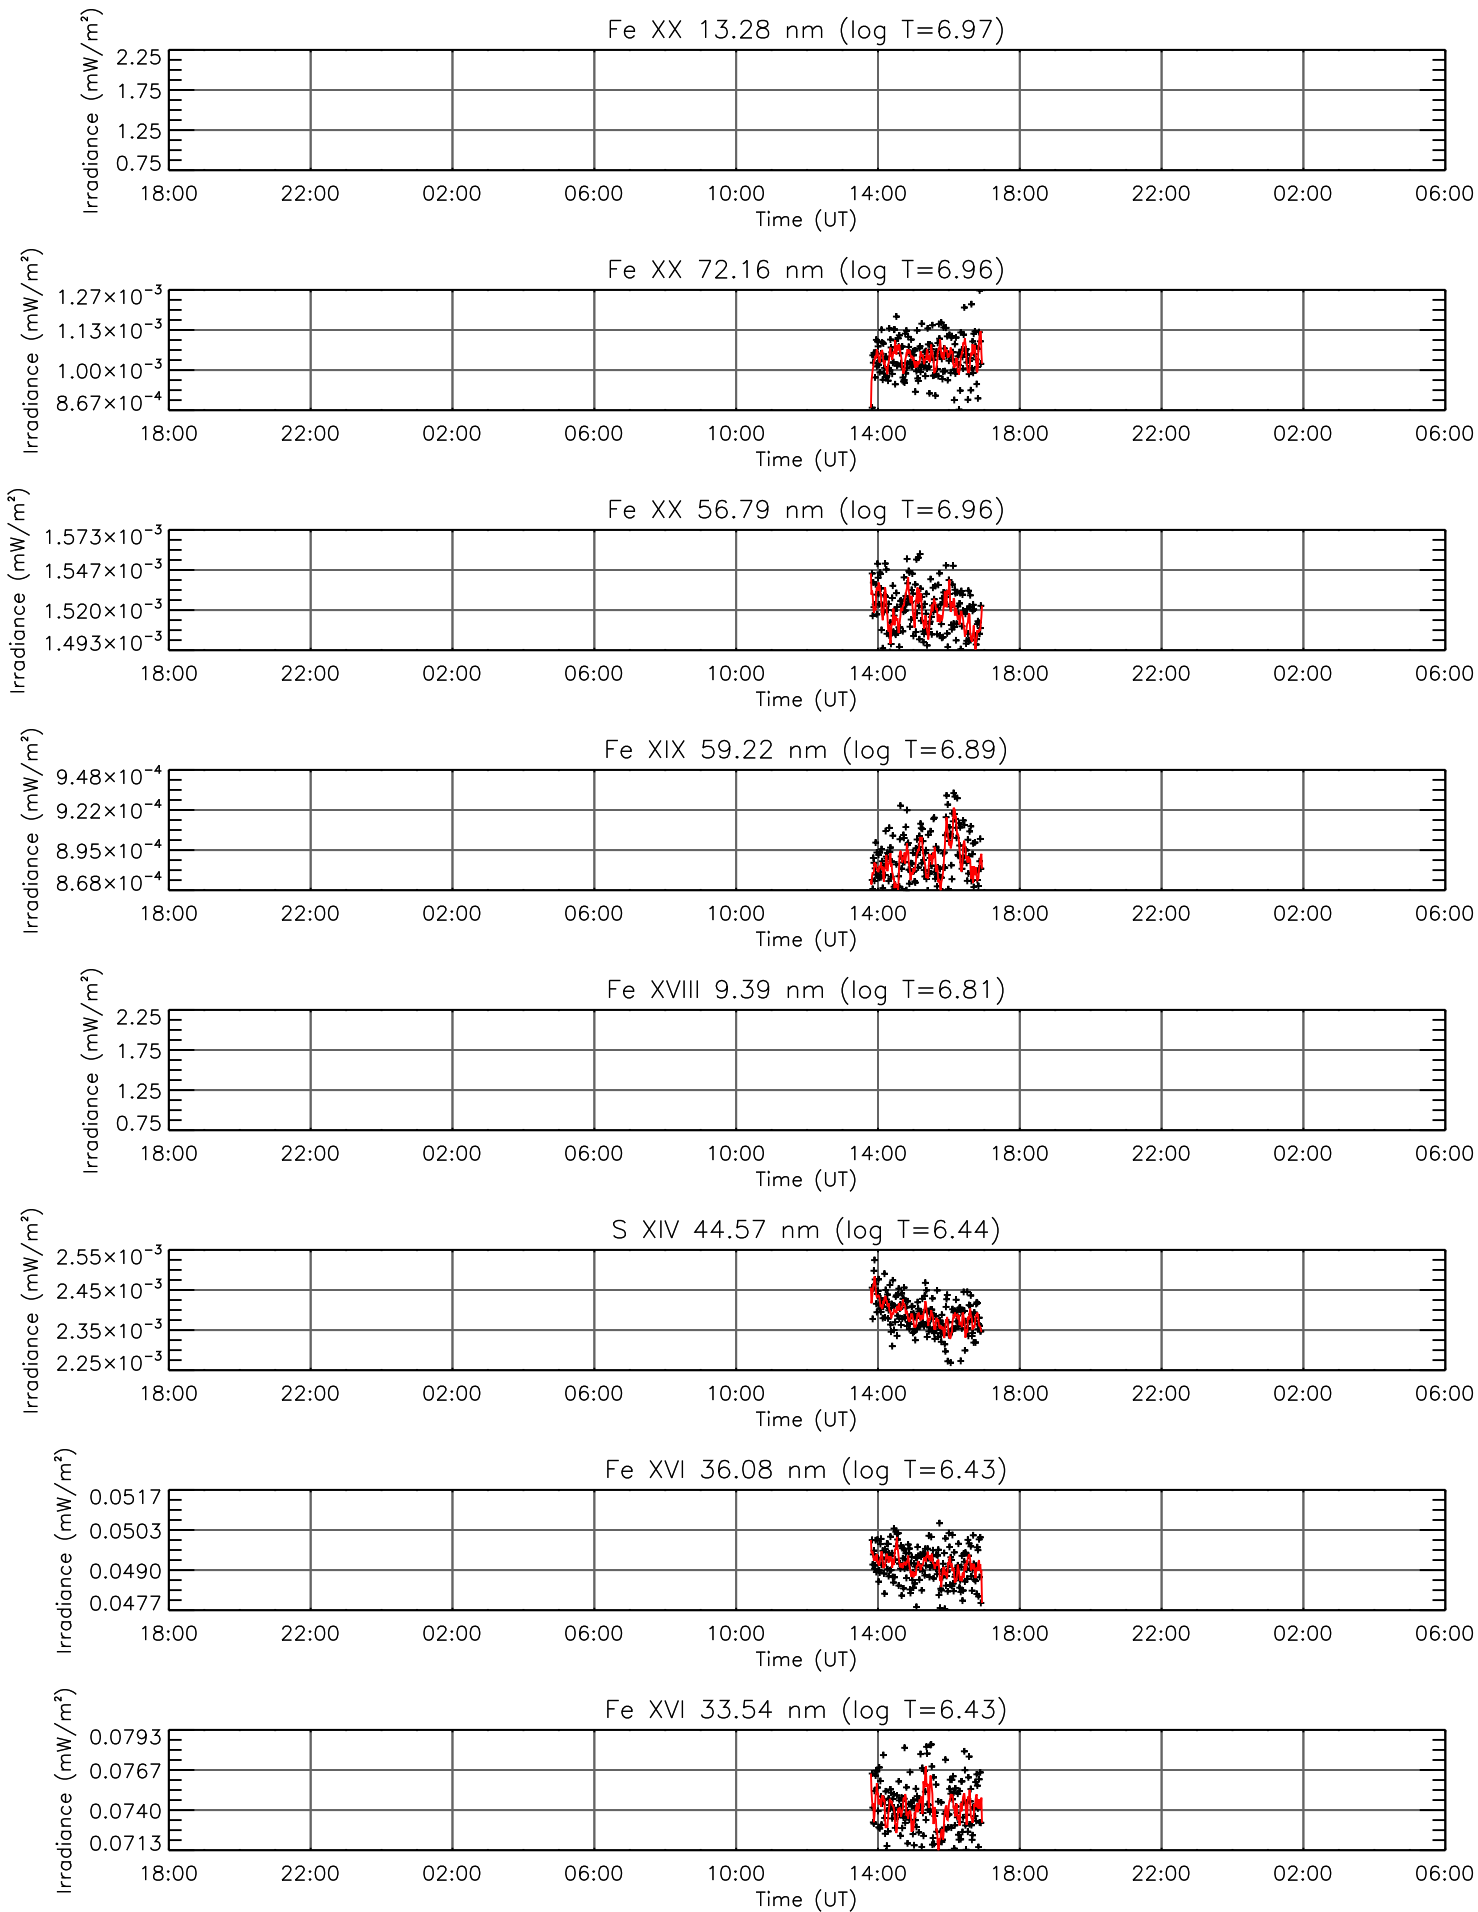 Fe XX 13.28 nm (log T=6.97)
Irradiance (mW/m²)
2.25
1.75
1.25
0.75
18:00 22:00 02:00 06:00 10:00 14:00 18:00 22:00 02:00 06:00
Time (UT)
Fe XX 72.16 nm (log T=6.96)
Irradiance (mW/m²)
1.27×10⁻³
1.13×10⁻³
1.00×10⁻³
8.67×10⁻⁴
18:00 22:00 02:00 06:00 10:00 14:00 18:00 22:00 02:00 06:00
Time (UT)
Fe XX 56.79 nm (log T=6.96)
Irradiance (mW/m²)
1.573×10⁻³
1.547×10⁻³
1.520×10⁻³
1.493×10⁻³
18:00 22:00 02:00 06:00 10:00 14:00 18:00 22:00 02:00 06:00
Time (UT)
Fe XIX 59.22 nm (log T=6.89)
Irradiance (mW/m²)
9.48×10⁻⁴
9.22×10⁻⁴
8.95×10⁻⁴
8.68×10⁻⁴
18:00 22:00 02:00 06:00 10:00 14:00 18:00 22:00 02:00 06:00
Time (UT)
Fe XVIII 9.39 nm (log T=6.81)
Irradiance (mW/m²)
2.25
1.75
1.25
0.75
18:00 22:00 02:00 06:00 10:00 14:00 18:00 22:00 02:00 06:00
Time (UT)
S XIV 44.57 nm (log T=6.44)
Irradiance (mW/m²)
2.55×10⁻³
2.45×10⁻³
2.35×10⁻³
2.25×10⁻³
18:00 22:00 02:00 06:00 10:00 14:00 18:00 22:00 02:00 06:00
Time (UT)
Fe XVI 36.08 nm (log T=6.43)
Irradiance (mW/m²)
0.0517
0.0503
0.0490
0.0477
18:00 22:00 02:00 06:00 10:00 14:00 18:00 22:00 02:00 06:00
Time (UT)
Fe XVI 33.54 nm (log T=6.43)
Irradiance (mW/m²)
0.0793
0.0767
0.0740
0.0713
18:00 22:00 02:00 06:00 10:00 14:00 18:00 22:00 02:00 06:00
Time (UT)